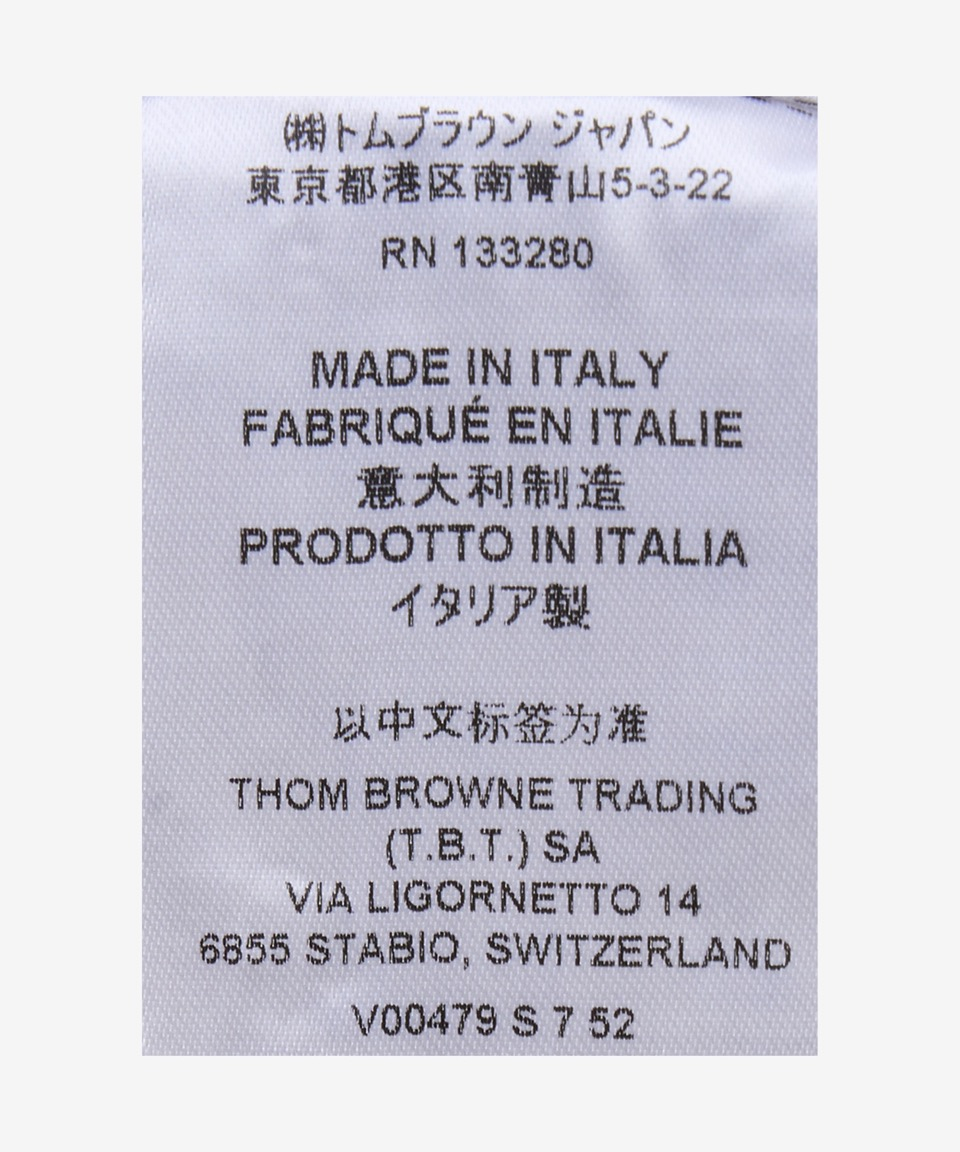 ㈱トムブラウン ジャパン
東京都港区南青山5-3-22
RN 133280
MADE IN ITALY
FABRIQUÉ EN ITALIE
意大利制造
PRODOTTO IN ITALIA
イタリア製
以中文标签为准
THOM BROWNE TRADING
(T.B.T.) SA
VIA LIGORNETTO 14
6855 STABIO, SWITZERLAND
V00479 S 7 52